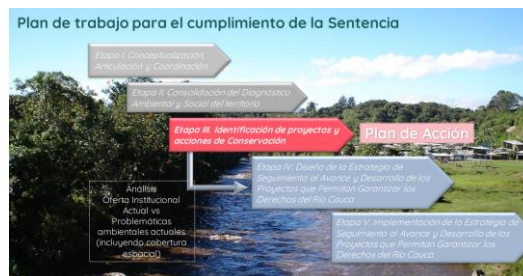 Plan de trabajo para el cumplimiento de la Sentencia
Etapa I. Conceptualización,
Articulación y Coordinación
Etapa II. Consolidación del Diagnóstico
Ambiental y Social del territorio
Etapa III. Identificación de proyectos y
acciones de Conservación
Plan de Acción
Etapa IV. Diseño de la Estrategia de
Seguimiento al Avance y Desarrollo de los
Proyectos que Permitan Garantizar los
Derechos del Río Cauca
Análisis
Oferta Institucional
Actual vs
Problemáticas
ambientales actuales
(incluyendo cobertura
espacial)
Etapa V. Implementación de la Estrategia de
Seguimiento al Avance y Desarrollo de los
Proyectos que Permitan Garantizar los
Derechos del Río Cauca